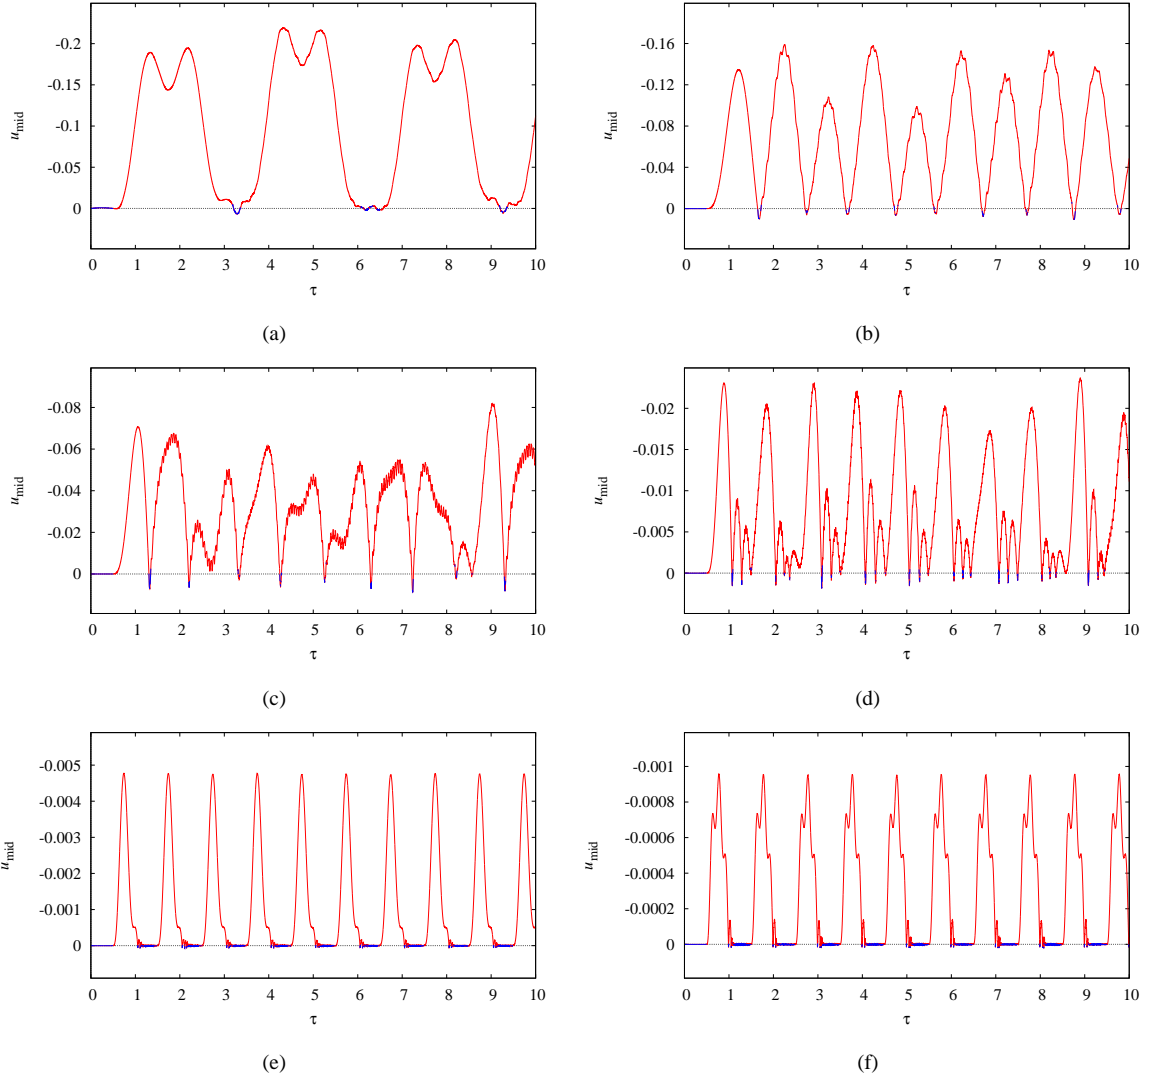 -0.2
-0.15
-0.1
-0.05
0
u_mid
0 1 2 3 4 5 6 7 8 9 10
τ
(a)
-0.16
-0.12
-0.08
-0.04
0
u_mid
0 1 2 3 4 5 6 7 8 9 10
τ
(b)
-0.08
-0.06
-0.04
-0.02
0
u_mid
0 1 2 3 4 5 6 7 8 9 10
τ
(c)
-0.02
-0.015
-0.01
-0.005
0
u_mid
0 1 2 3 4 5 6 7 8 9 10
τ
(d)
-0.005
-0.004
-0.003
-0.002
-0.001
0
u_mid
0 1 2 3 4 5 6 7 8 9 10
τ
(e)
-0.001
-0.0008
-0.0006
-0.0004
-0.0002
0
u_mid
0 1 2 3 4 5 6 7 8 9 10
τ
(f)